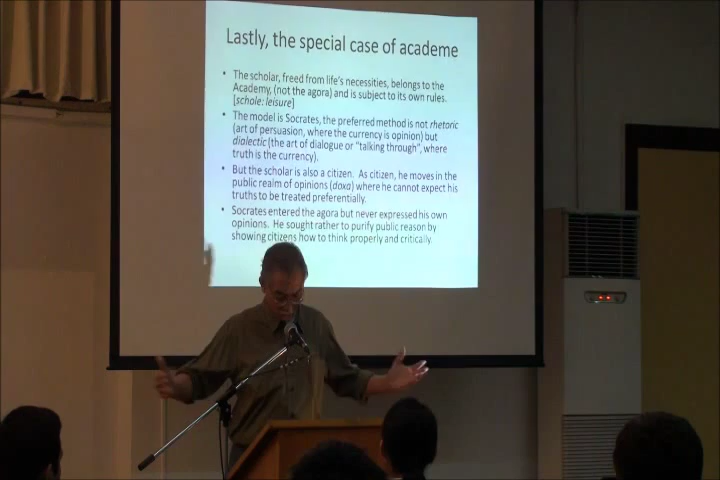 Lastly, the special case of academe
• The scholar, freed from life's necessities, belongs to the
Academy, (not the agora) and is subject to its own rules.
[schole: leisure]
• The model is Socrates, the preferred method is not rhetoric
(art of persuasion, where the currency is opinion) but
dialectic (the art of dialogue or "talking through", where
truth is the currency).
• But the scholar is also a citizen. As citizen, he moves in the
public realm of opinions (doxa) where he cannot expect his
truths to be treated preferentially.
• Socrates entered the agora but never expressed his own
opinions. He sought rather to purify public reason by
showing citizens how to think properly and critically.